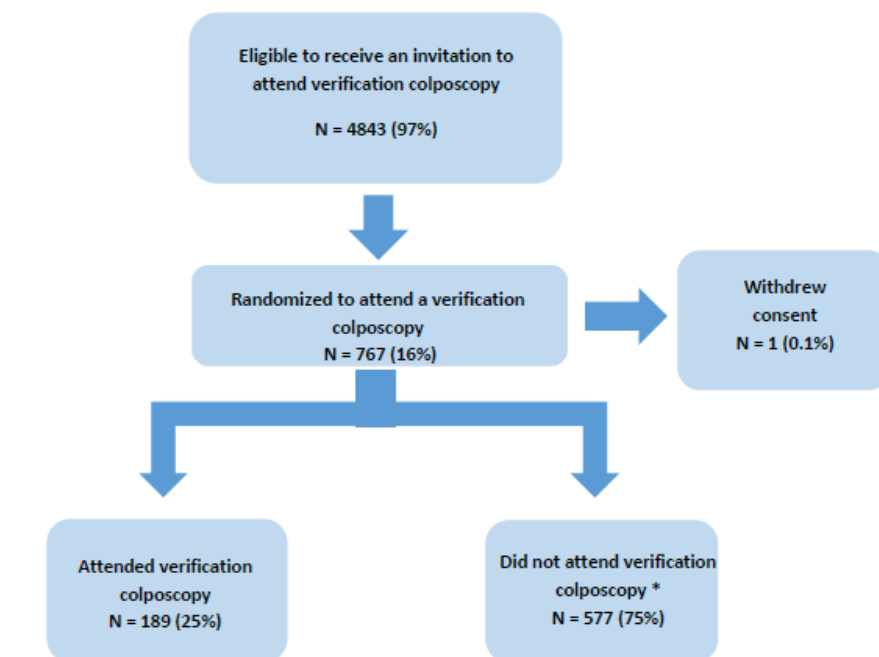 Eligible to receive an invitation to
attend verification colposcopy
N = 4843 (97%)
Randomized to attend a verification
colposcopy
N = 767 (16%)
Withdrew
consent
N = 1 (0.1%)
Attended verification
colposcopy
N = 189 (25%)
Did not attend verification
colposcopy *
N = 577 (75%)